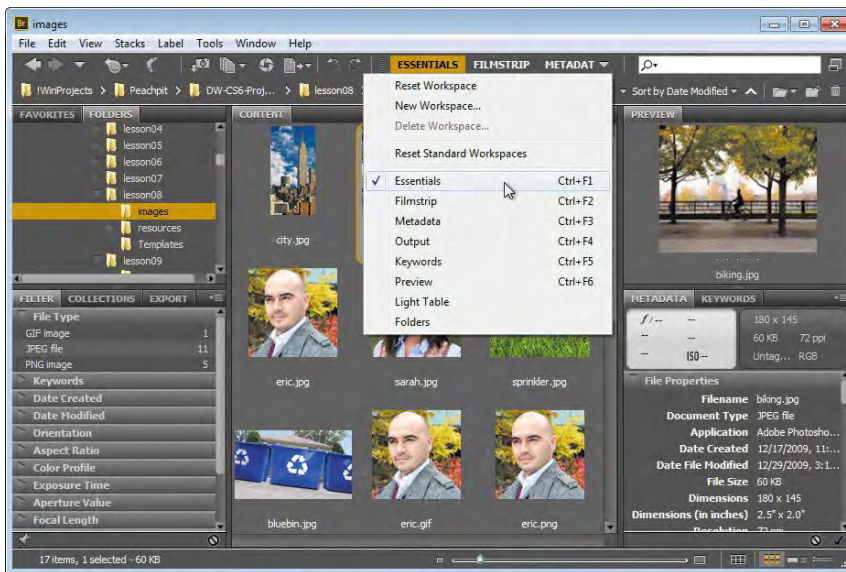 Br images
File Edit View Stacks Label Tools Window Help
ESSENTIALS FILMSTRIP METADAT
!WinProjects > Peachpit > DW-CS6-Proj... > lesson08
Sort by Date Modified
FAVORITES FOLDERS
lesson04
lesson05
lesson06
lesson07
lesson08
images
resources
Templates
lesson09
FILTER COLLECTIONS EXPORT
File Type
GIF image 1
JPEG file 11
PNG image 5
Keywords
Date Created
Date Modified
Orientation
Aspect Ratio
Color Profile
Exposure Time
Aperture Value
Focal Length
CONTENT
city.jpg
eric.jpg
sarah.jpg
sprinkler.jpg
bluebin.jpg
eric.gif
eric.png
Reset Workspace
New Workspace...
Delete Workspace...
Reset Standard Workspaces
✓ Essentials Ctrl+F1
Filmstrip Ctrl+F2
Metadata Ctrl+F3
Output Ctrl+F4
Keywords Ctrl+F5
Preview Ctrl+F6
Light Table
Folders
PREVIEW
biking.jpg
METADATA KEYWORDS
f/-- --
-- --
-- ISO--
180 x 145
60 KB 72 ppi
Untag... RGB
File Properties
Filename biking.jpg
Document Type JPEG file
Application Adobe Photosho...
Date Created 12/17/2009, 11:...
Date File Modified 12/29/2009, 3:1...
File Size 60 KB
Dimensions 180 x 145
Dimensions (in inches) 2.5" x 2.0"
Resolution 72 ppi
17 items, 1 selected - 60 KB